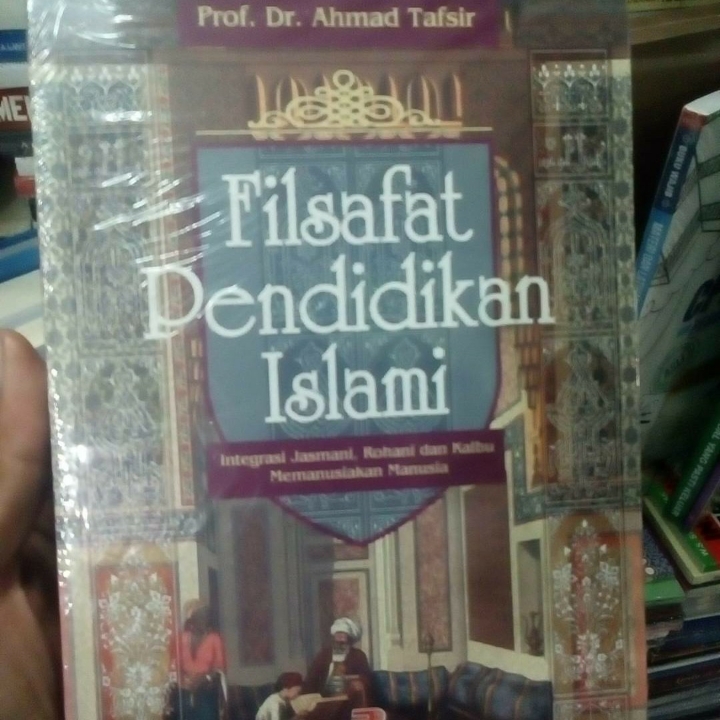 Prof. Dr. Ahmad Tafsir
Filsafat
Pendidikan
Islami
Integrasi Jasmani, Rohani dan Kalbu
Memanusiakan Manusia